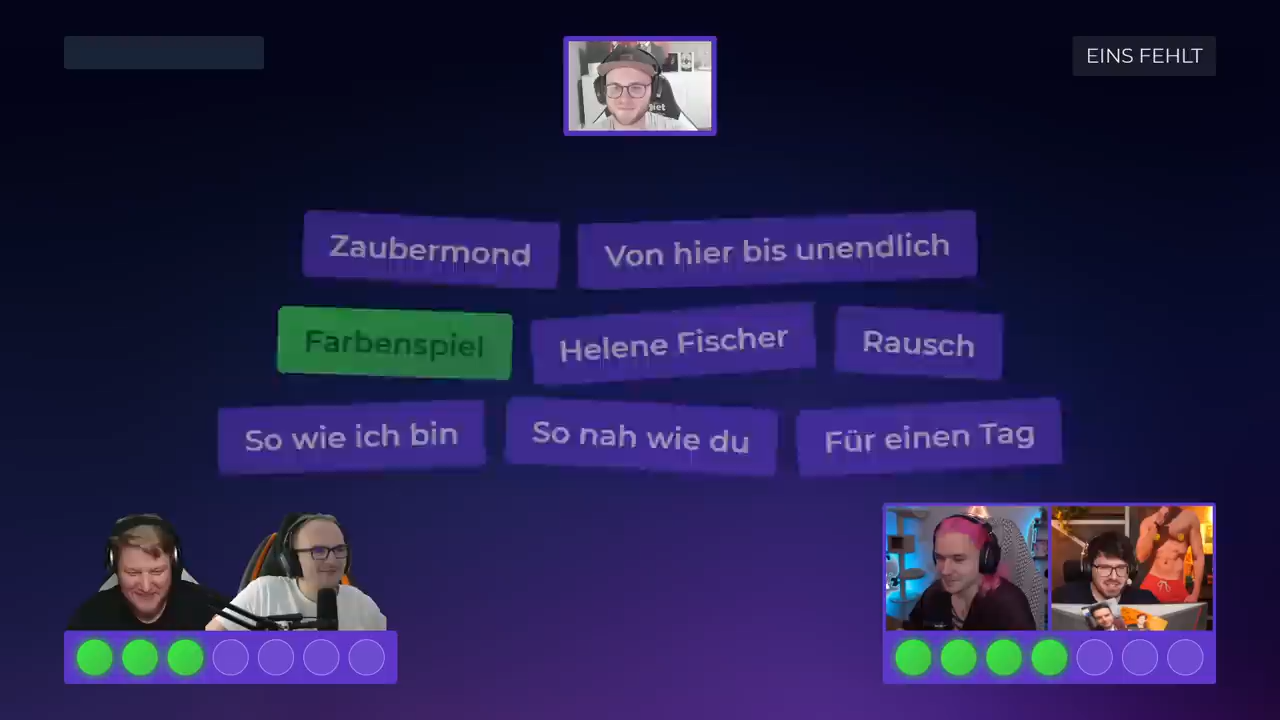 EINS FEHLT
Zaubermond
Von hier bis unendlich
Farbenspiel
Helene Fischer
Rausch
So wie ich bin
So nah wie du
Für einen Tag